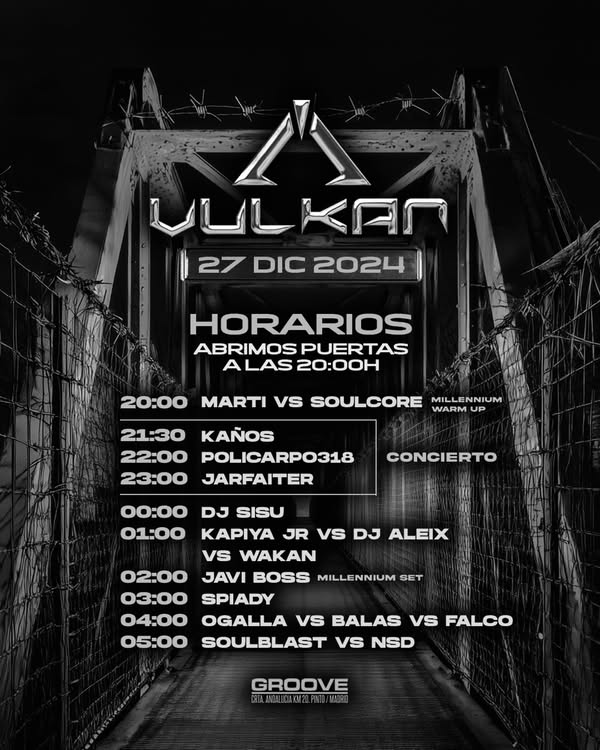 VULKAN
27 DIC 2024
HORARIOS
ABRIMOS PUERTAS
A LAS 20:00H
20:00 MARTI VS SOULCORE MILLENNIUM
WARM UP
21:30 KAÑOS
22:00 POLICARPO318 CONCIERTO
23:00 JARFAITER
00:00 DJ SISU
01:00 KAPIYA JR VS DJ ALEIX
VS WAKAN
02:00 JAVI BOSS MILLENNIUM SET
03:00 SPIADY
04:00 OGALLA VS BALAS VS FALCO
05:00 SOULBLAST VS NSD
GROOVE
CRTA. ANDALUCIA KM 20. PINTO / MADRID